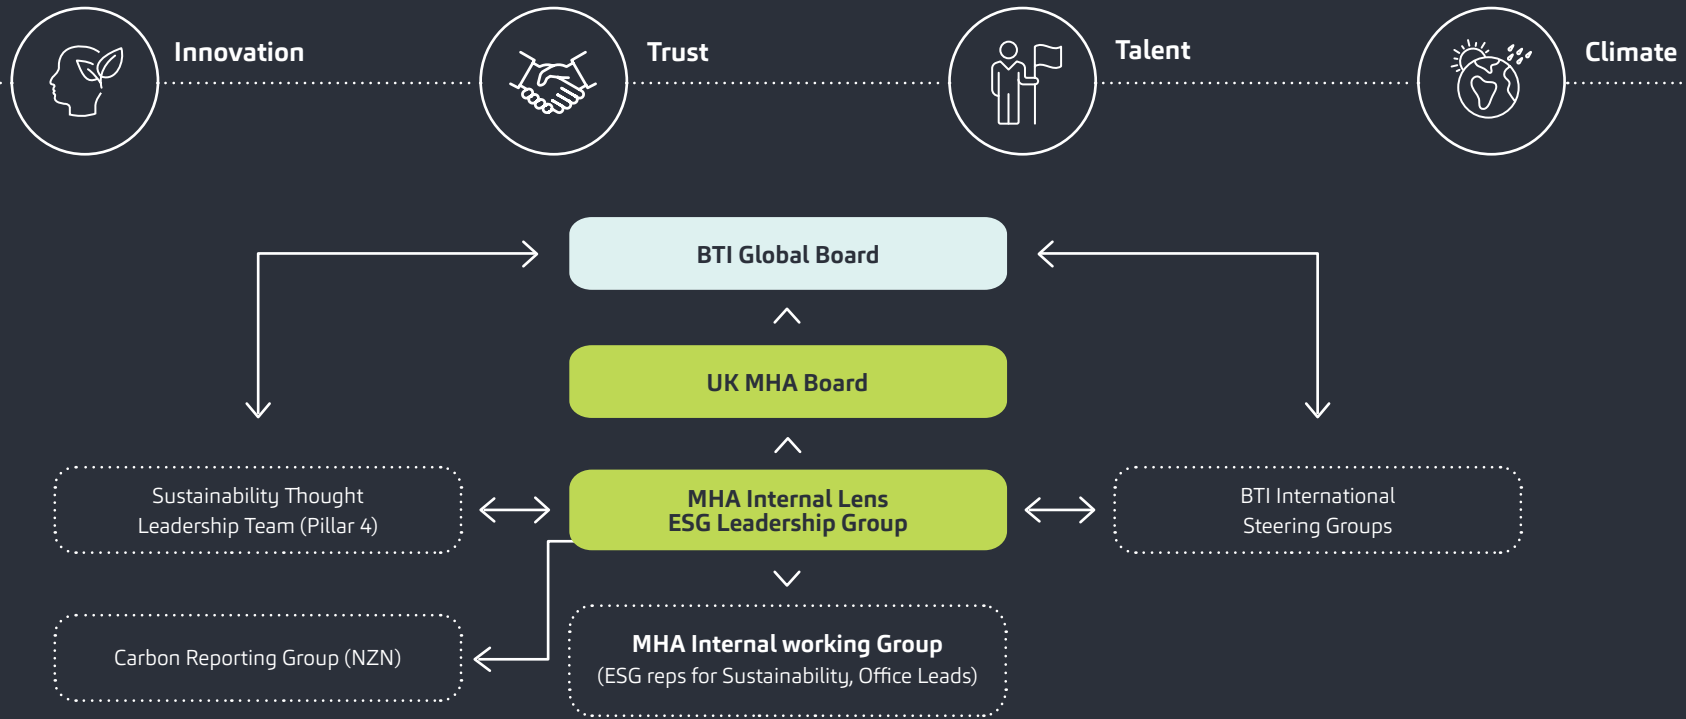 Innovation
Trust
Talent
Climate
BTI Global Board
UK MHA Board
Sustainability Thought
Leadership Team (Pillar 4)
MHA Internal Lens
ESG Leadership Group
BTI International
Steering Groups
Carbon Reporting Group (NZN)
MHA Internal working Group
(ESG reps for Sustainability, Office Leads)